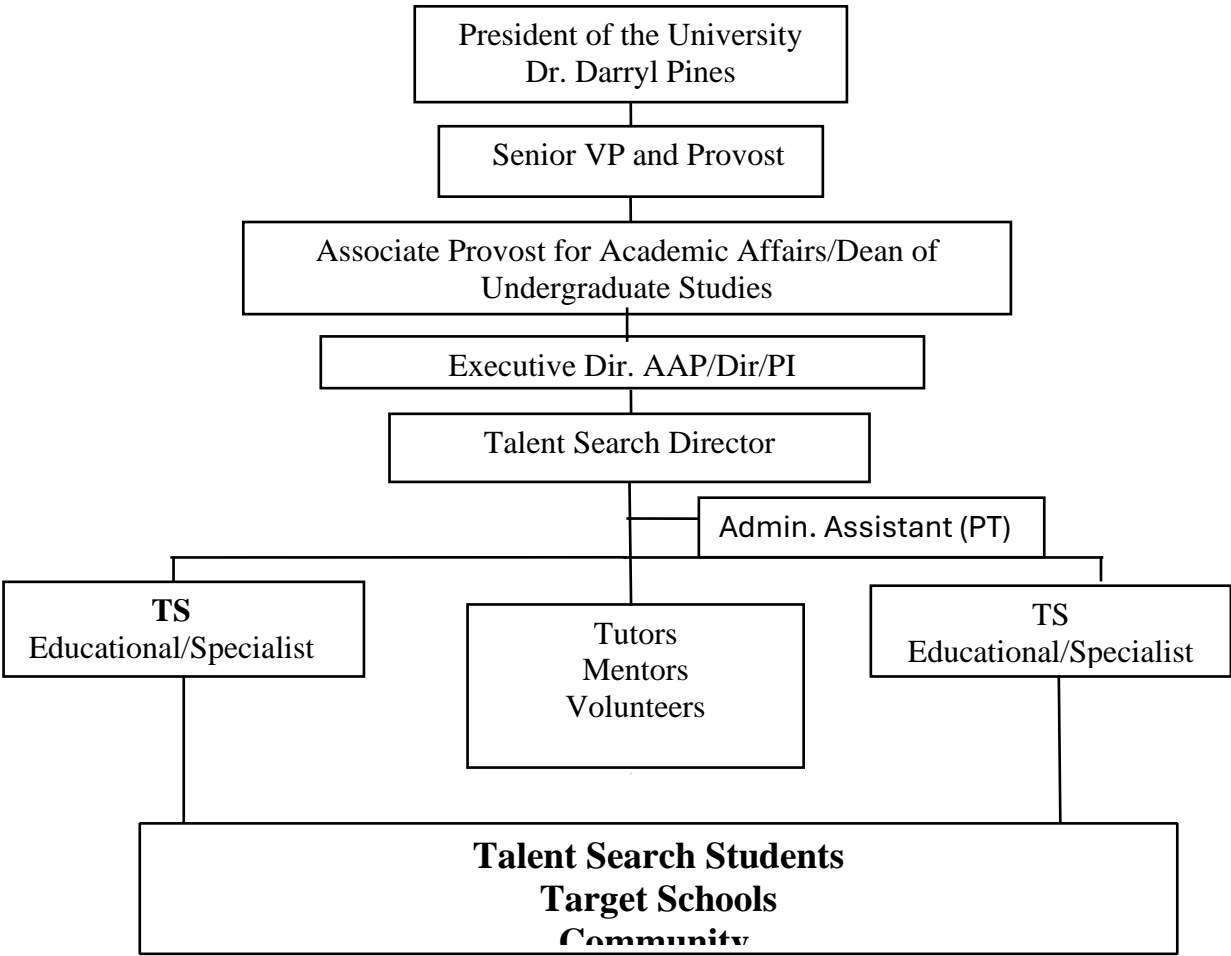 President of the University
Dr. Darryl Pines
Senior VP and Provost
Associate Provost for Academic Affairs/Dean of
Undergraduate Studies
Executive Dir. AAP/Dir/PI
Talent Search Director
Admin. Assistant (PT)
TS
Educational/Specialist
Tutors
Mentors
Volunteers
TS
Educational/Specialist
Talent Search Students
Target Schools
Community